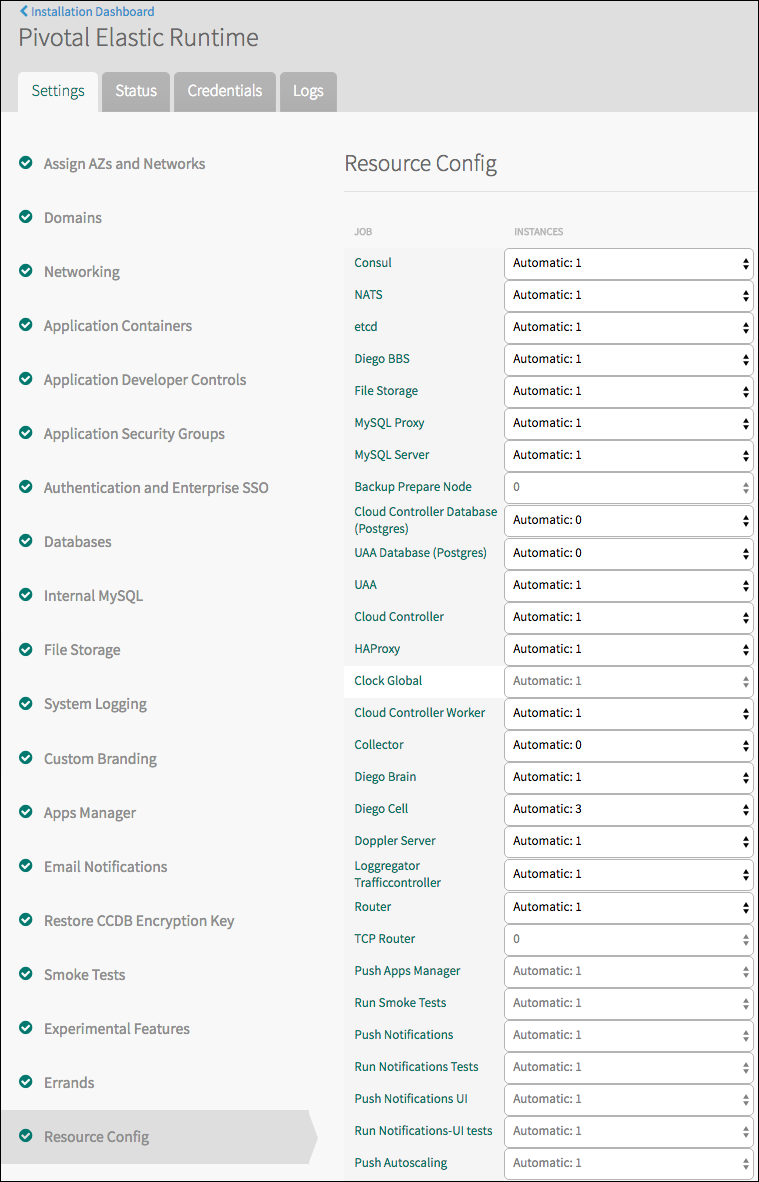 Installation Dashboard
Pivotal Elastic Runtime
Settings Status Credentials Logs
Assign AZs and Networks
Domains
Networking
Application Containers
Application Developer Controls
Application Security Groups
Authentication and Enterprise SSO
Databases
Internal MySQL
File Storage
System Logging
Custom Branding
Apps Manager
Email Notifications
Restore CCDB Encryption Key
Smoke Tests
Experimental Features
Errands
Resource Config
Resource Config
JOB INSTANCES
Consul Automatic: 1
NATS Automatic: 1
etcd Automatic: 1
Diego BBS Automatic: 1
File Storage Automatic: 1
MySQL Proxy Automatic: 1
MySQL Server Automatic: 1
Backup Prepare Node 0
Cloud Controller Database
(Postgres) Automatic: 0
UAA Database (Postgres) Automatic: 0
UAA Automatic: 1
Cloud Controller Automatic: 1
HAProxy Automatic: 1
Clock Global Automatic: 1
Cloud Controller Worker Automatic: 1
Collector Automatic: 0
Diego Brain Automatic: 1
Diego Cell Automatic: 3
Doppler Server Automatic: 1
Loggregator
Trafficcontroller Automatic: 1
Router Automatic: 1
TCP Router 0
Push Apps Manager Automatic: 1
Run Smoke Tests Automatic: 1
Push Notifications Automatic: 1
Run Notifications Tests Automatic: 1
Push Notifications UI Automatic: 1
Run Notifications-UI tests Automatic: 1
Push Autoscaling Automatic: 1